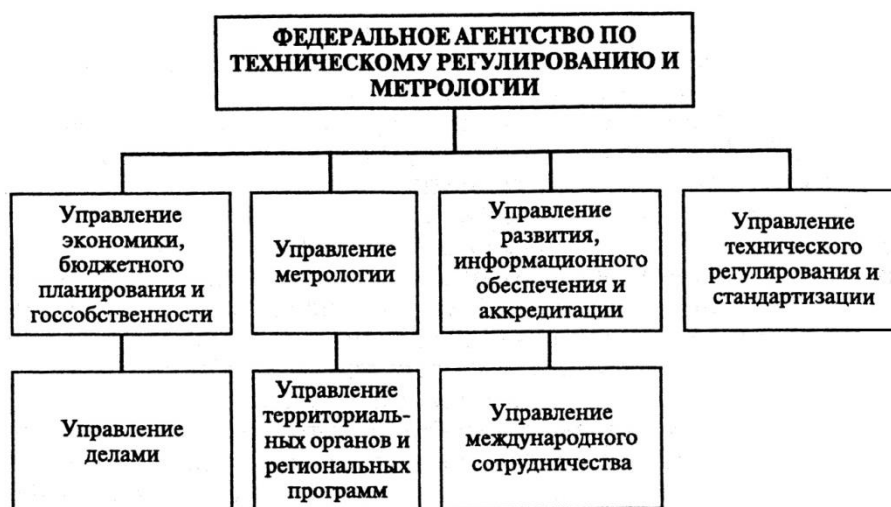 ФЕДЕРАЛЬНОЕ АГЕНТСТВО ПО
ТЕХНИЧЕСКОМУ РЕГУЛИРОВАНИЮ И
МЕТРОЛОГИИ
Управление
экономики,
бюджетного
планирования и
госсобственности
Управление
метрологии
Управление
развития,
информационного
обеспечения и
аккредитации
Управление
технического
регулирования и
стандартизации
Управление
делами
Управление
территориаль-
ных органов и
региональных
программ
Управление
международного
сотрудничества